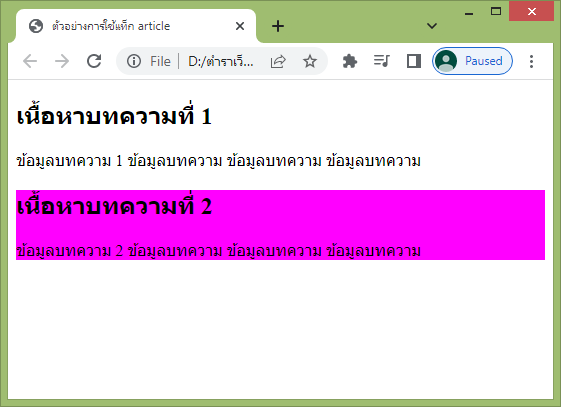 ตัวอย่างการใช้แท็ก article
File
D:/ตำราเว็...
Paused
เนื้อหาบทความที่ 1
ข้อมูลบทความ 1 ข้อมูลบทความ ข้อมูลบทความ ข้อมูลบทความ
เนื้อหาบทความที่ 2
ข้อมูลบทความ 2 ข้อมูลบทความ ข้อมูลบทความ ข้อมูลบทความ